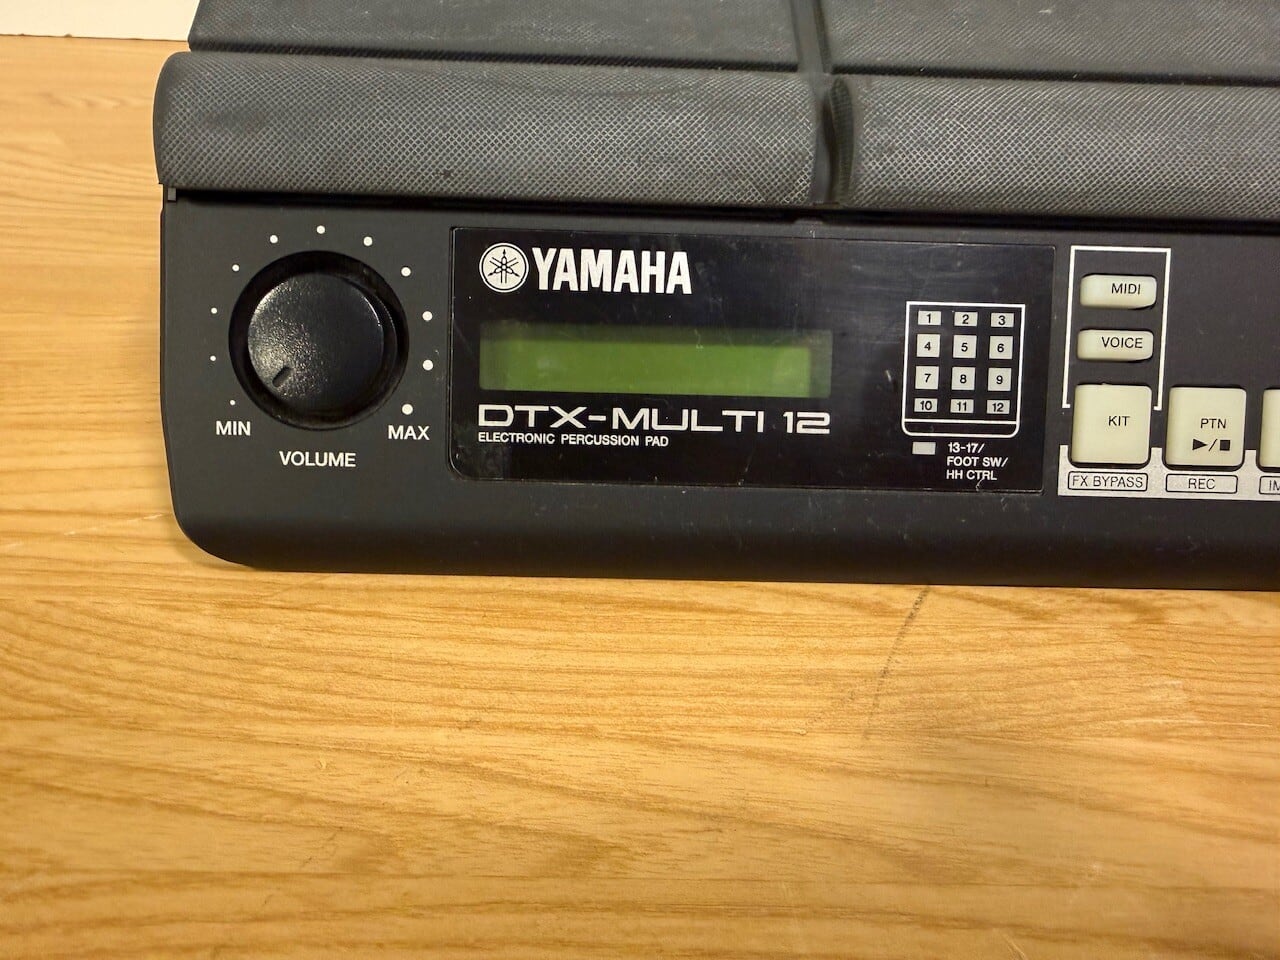 YAMAHA
DTX-MULTI 12
ELECTRONIC PERCUSSION PAD
MIN
MAX
VOLUME
1 2 3
4 5 6
7 8 9
10 11 12
13-17/
FOOT SW/
HH CTRL
MIDI
VOICE
KIT
FX BYPASS
PTN
▶/■
REC